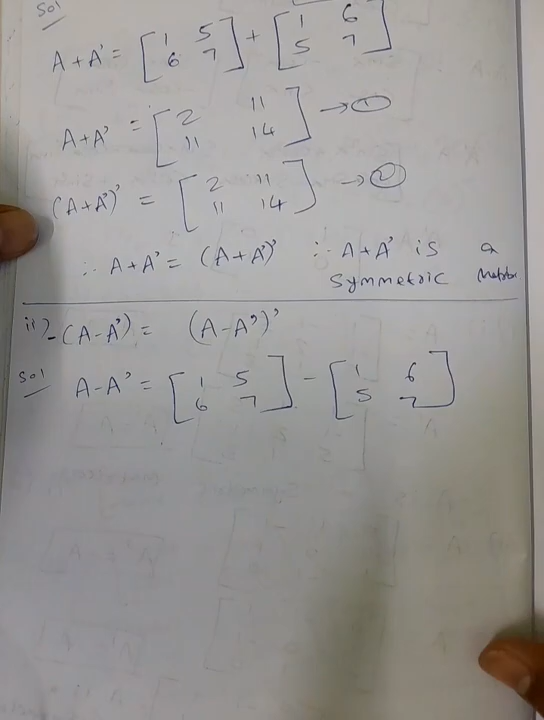 Sol
A + A' = [1 5 6 7] + [1 6 5 7]
A+A' = [2 11 11 14] → ①
(A+A')' = [2 11 11 14] → ②
∴ A+A' = (A+A')' ∴ A+A' is a
Symmetric
ii)- (A-A') = (A-A')'
Sol A-A' = [1 5 6 7] - [1 6 5 7]